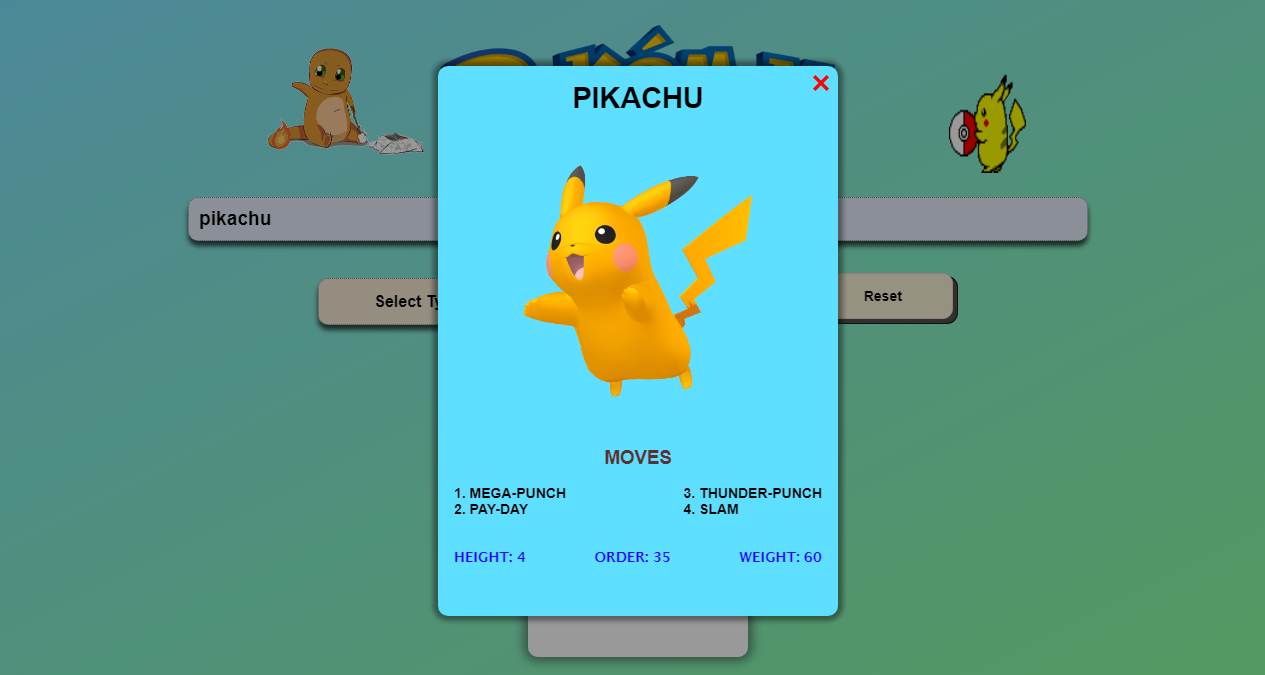 PIKACHU
pikachu
Select Ty
Reset
MOVES
1. MEGA-PUNCH
2. PAY-DAY
3. THUNDER-PUNCH
4. SLAM
HEIGHT: 4
ORDER: 35
WEIGHT: 60